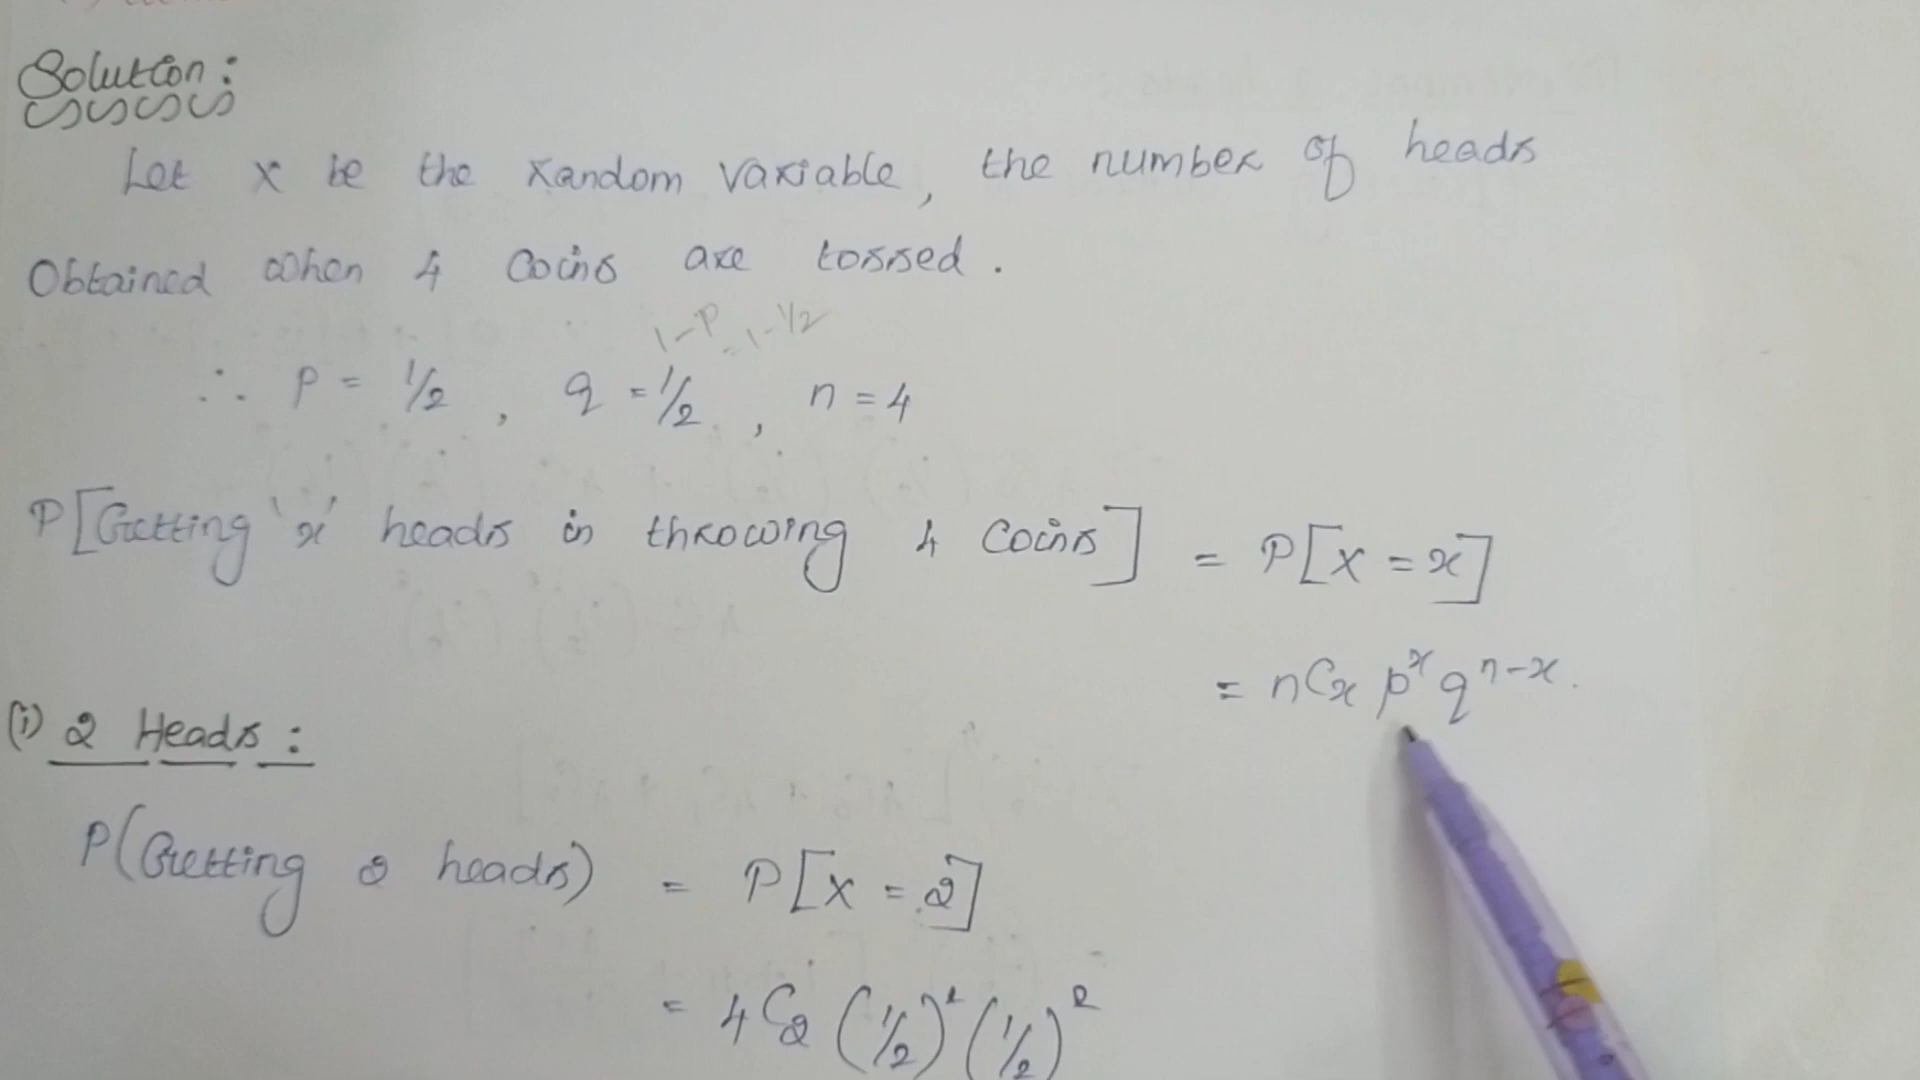 Solution:
Let x be the random variable, the number of heads
Obtained when 4 Coins are tossed.
1-P = 1-1/2
∴ p = 1/2, q = 1/2, n = 4
P[Getting 'x' heads in throwing 4 Coins] = P[X = x]
= nCx p^x q^n-x.
(i) 2 Heads:
P(Getting 2 heads) = P[X = 2]
= 4C2 (1/2)^2 (1/2)^2